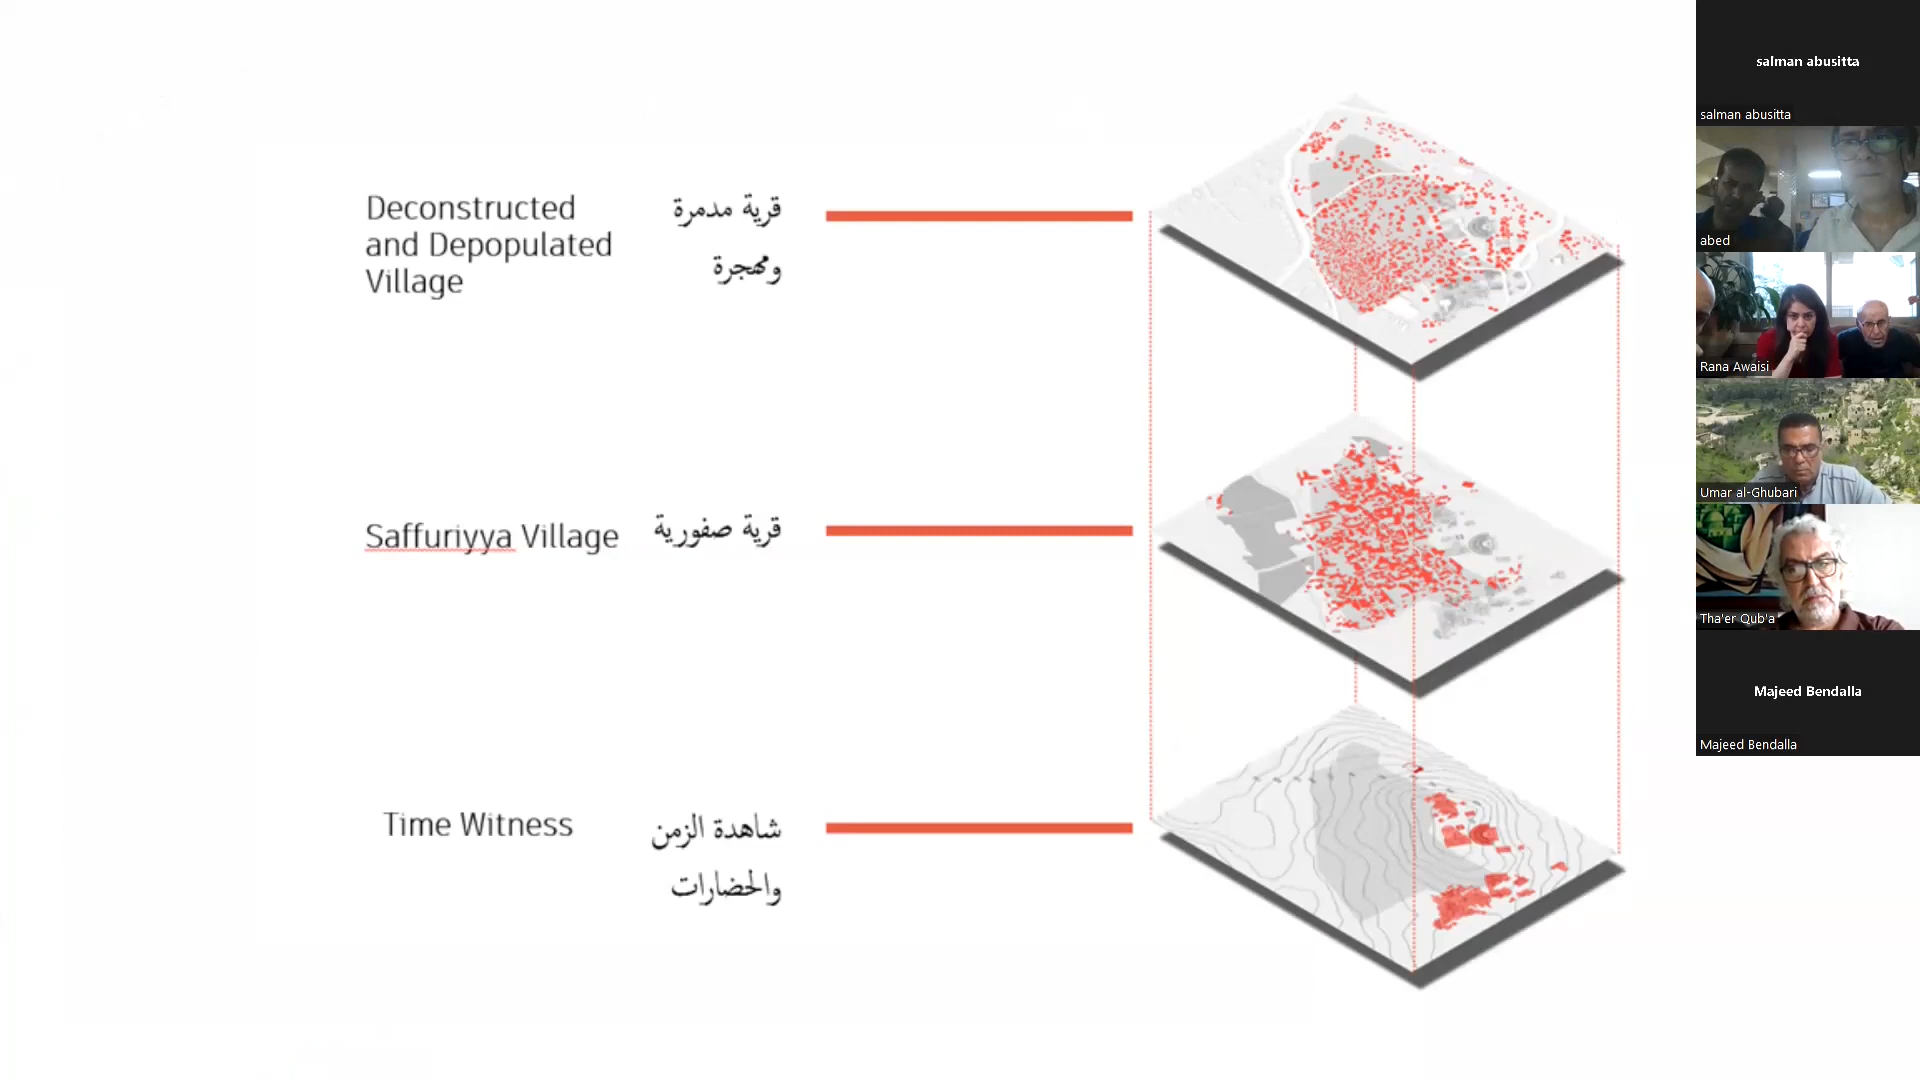 Deconstructed
and Depopulated
Village
قرية مدمرة
ومهجرة
Saffuriyya Village
قرية صفورية
Time Witness
شاهدة الزمن
والحضارات
salman abusitta
salman abusitta
abed
Rana Awaisi
Umar al-Ghubari
Tha'er Qub'a
Majeed Bendalla
Majeed Bendalla